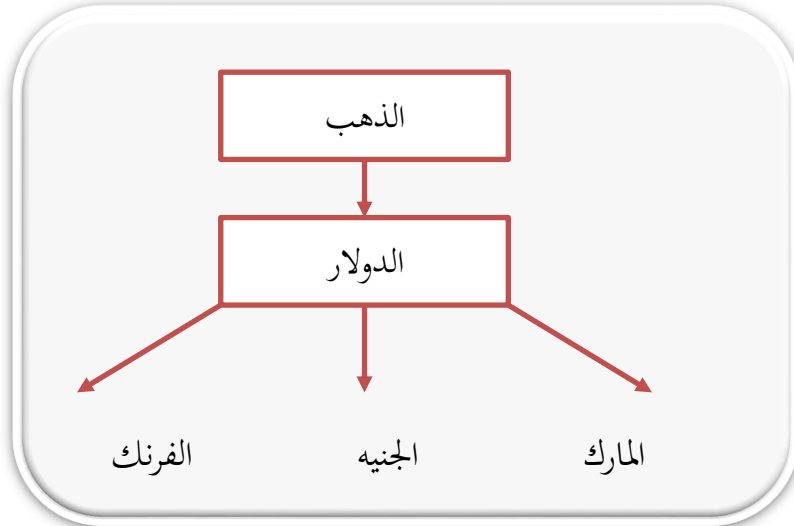 الذهب
الدولار
المارك
الجنيه
الفرنك